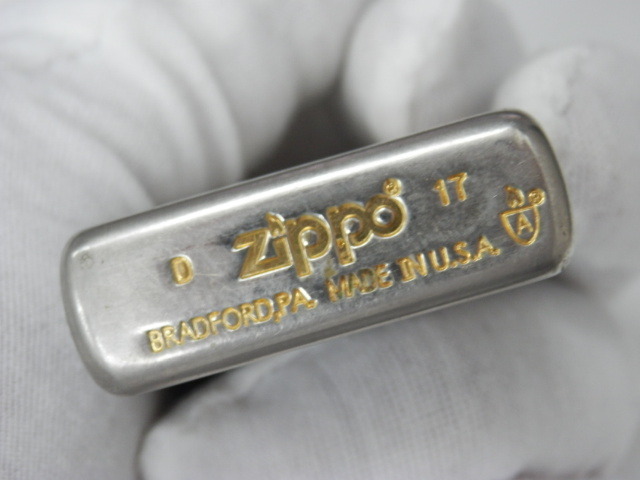 D zippo® 17
BRADFORD,PA. MADE IN U.S.A.
A